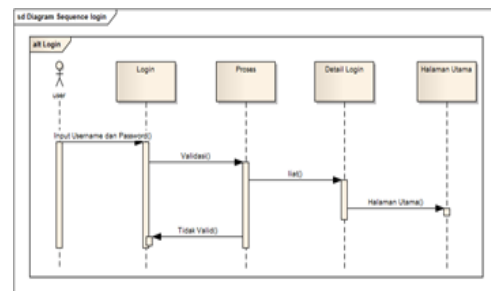 sd Diagram Sequence login
alt Login
Login
Proses
Detail Login
Halaman Utama
user
Input Username dan Password()
Validasi()
Halaman Utama()
Tidak Valid()